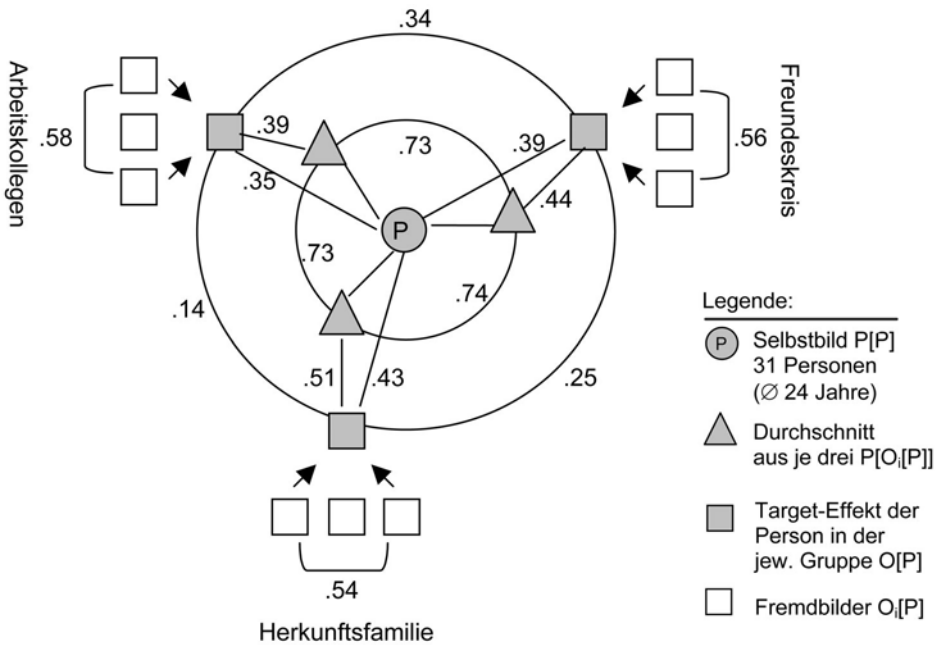 .34
Arbeitskollegen
.58
.39
.35
.73
.39
.44
.56
Freundeskreis
.73
.74
.14
.51
.43
.25
P
.54
Herkunftsfamilie
Legende:
P
Selbstbild P[P]
31 Personen
(∅ 24 Jahre)
Durchschnitt
aus je drei P[Oᵢ[P]]
Target-Effekt der
Person in der
jew. Gruppe O[P]
Fremdbilder Oᵢ[P]